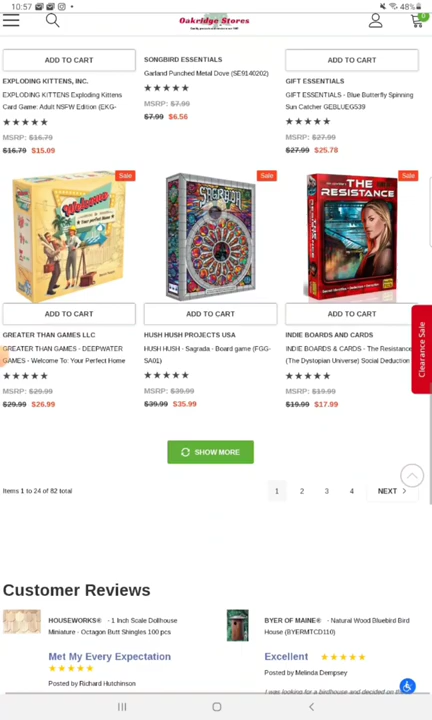 10:57
48%
Oakridge Stores
0
ADD TO CART
ADD TO CART
EXPLODING KITTENS, INC.
EXPLODING KITTENS Exploding Kittens
Card Game: Adult NSFW Edition (EKG-
MSRP: $16.79
$16.79 $15.09
SONGBIRD ESSENTIALS
Garland Punched Metal Dove (SE9140202)
MSRP: $7.99
$7.99 $6.56
GIFT ESSENTIALS
GIFT ESSENTIALS - Blue Butterfly Spinning
Sun Catcher GEBLUEG539
MSRP: $27.99
$27.99 $25.78
Sale
Sale
Sale
Welcome
SAGRADA
THE
RESISTANCE
ADD TO CART
ADD TO CART
ADD TO CART
GREATER THAN GAMES LLC
GREATER THAN GAMES - DEEPWATER
GAMES - Welcome To: Your Perfect Home
MSRP: $29.99
$29.99 $26.99
HUSH HUSH PROJECTS USA
HUSH HUSH - Sagrada - Board game (FGG-
SA01)
MSRP: $39.99
$39.99 $35.99
INDIE BOARDS AND CARDS
INDIE BOARDS & CARDS - The Resistance
(The Dystopian Universe) Social Deduction
MSRP: $19.99
$19.99 $17.99
Clearance Sale
SHOW MORE
Items 1 to 24 of 82 total
1 2 3 4 NEXT
Customer Reviews
HOUSEWORKS® - 1 Inch Scale Dollhouse
Miniature - Octagon Butt Shingles 100 pcs
Met My Every Expectation
Posted by Richard Hutchinson
BYER OF MAINE® - Natural Wood Bluebird Bird
House (BYERMTCD110)
Excellent
Posted by Melinda Dempsey
I was looking for a birdhouse and decided on the